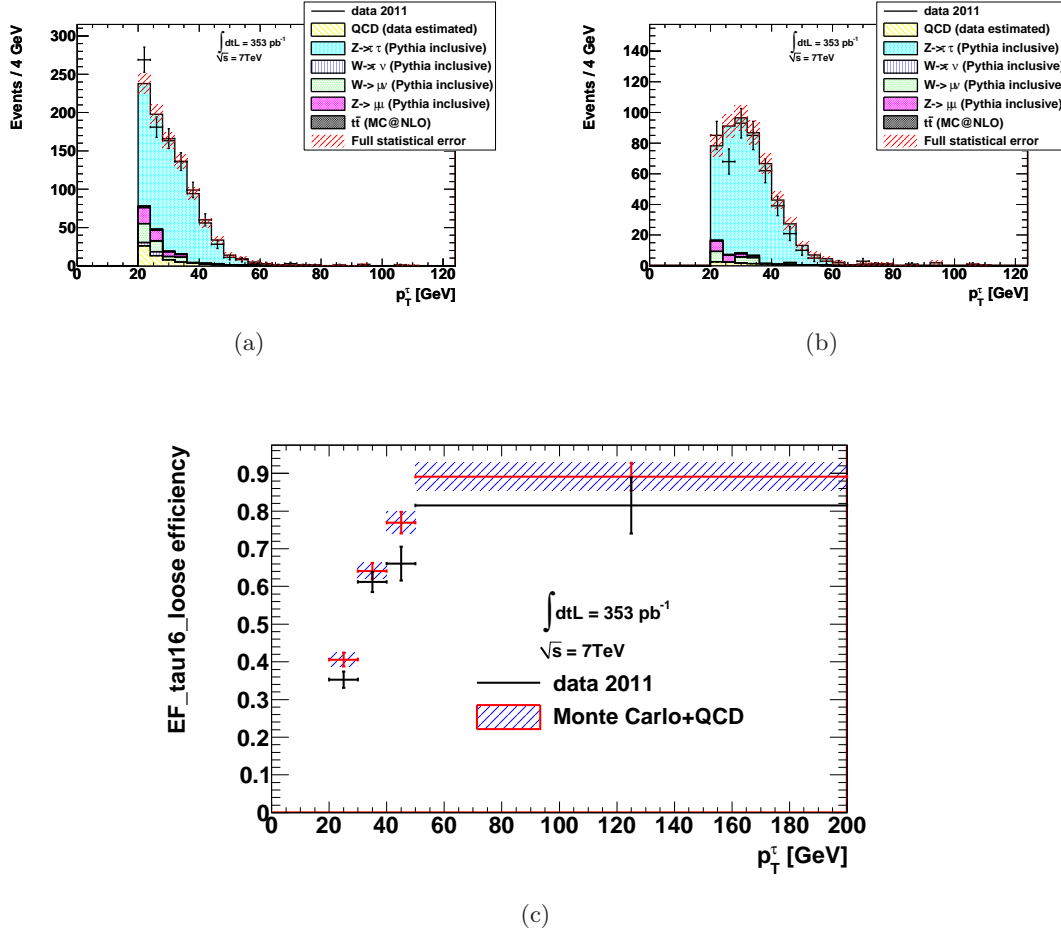 data 2011
QCD (data estimated)
Z->τ τ (Pythia inclusive)
W->τ ν (Pythia inclusive)
W-> μν (Pythia inclusive)
Z-> μμ (Pythia inclusive)
tt̄ (MC@NLO)
Full statistical error
∫dtL = 353 pb⁻¹
√s = 7TeV
Events / 4 GeV
300
250
200
150
100
50
0
0 20 40 60 80 100 120
p_T^τ [GeV]
(a)
data 2011
QCD (data estimated)
Z->τ τ (Pythia inclusive)
W->τ ν (Pythia inclusive)
W-> μν (Pythia inclusive)
Z-> μμ (Pythia inclusive)
tt̄ (MC@NLO)
Full statistical error
∫dtL = 353 pb⁻¹
√s = 7TeV
Events / 4 GeV
140
120
100
80
60
40
20
0
0 20 40 60 80 100 120
p_T^τ [GeV]
(b)
EF_tau16_loose efficiency
0.9
0.8
0.7
0.6
0.5
0.4
0.3
0.2
0.1
0
∫dtL = 353 pb⁻¹
√s = 7TeV
data 2011
Monte Carlo+QCD
0 20 40 60 80 100 120 140 160 180 200
p_T^τ [GeV]
(c)